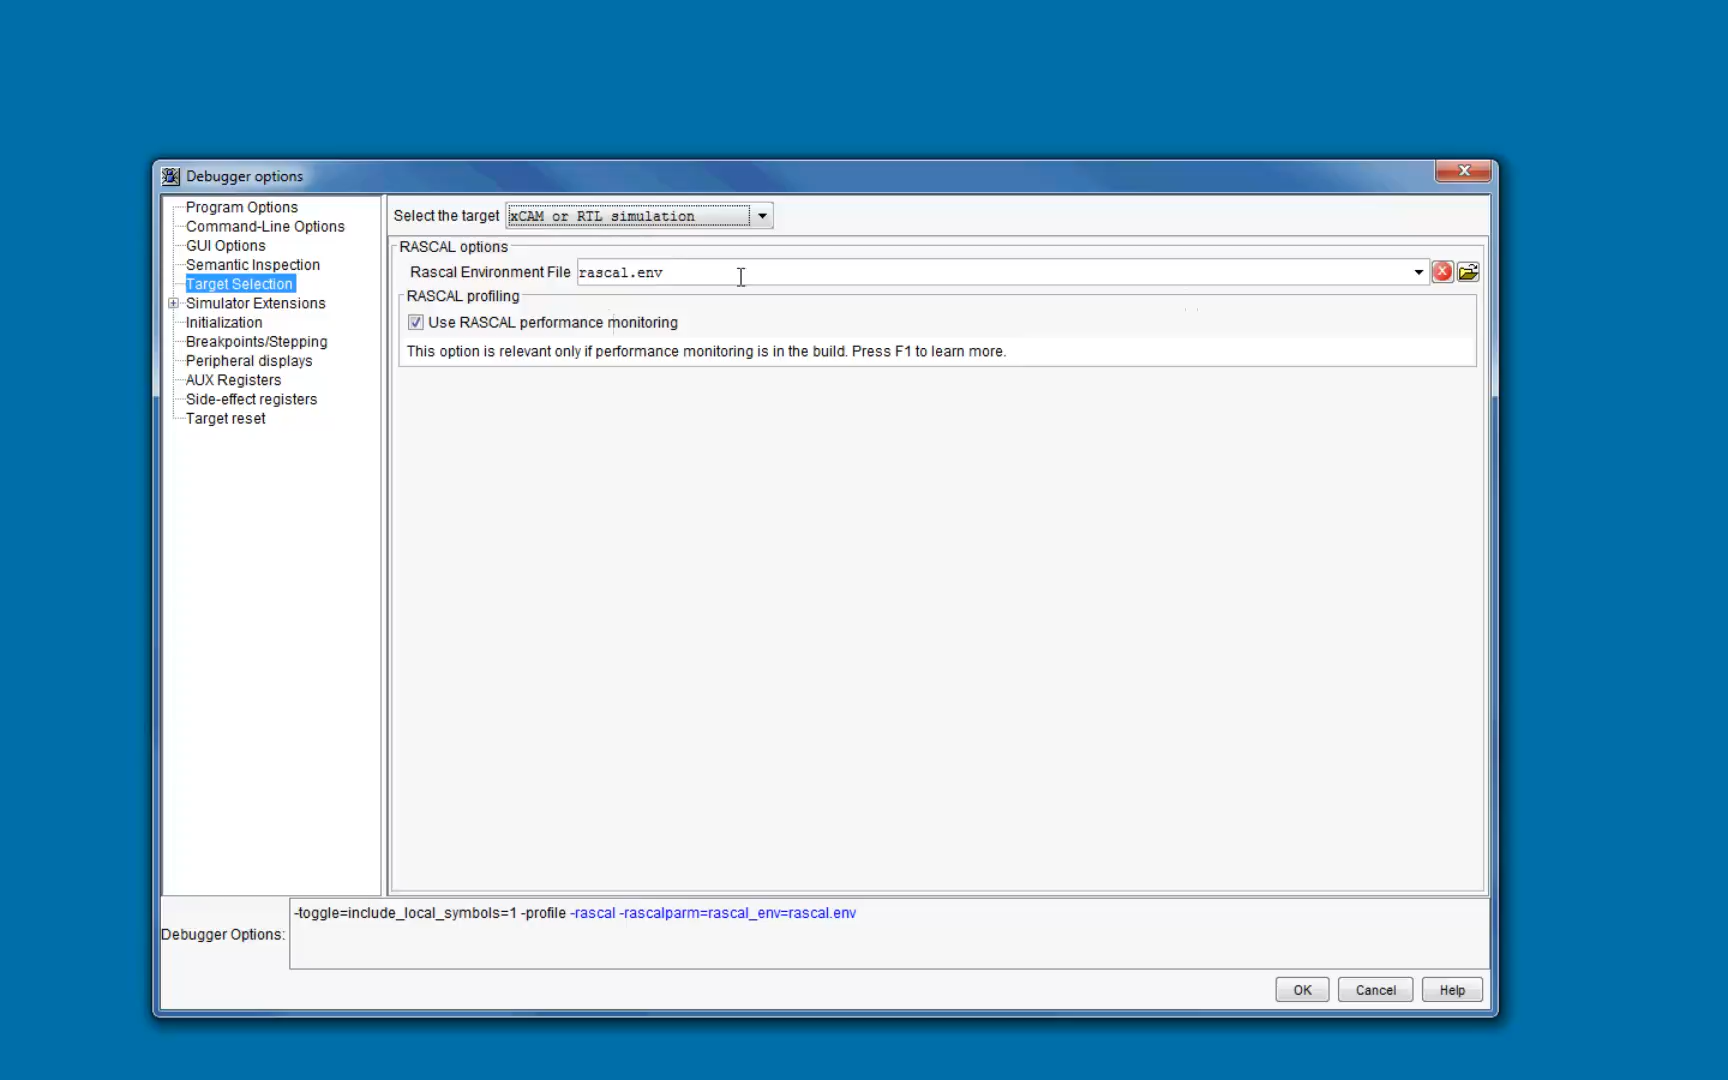 Debugger options
Program Options
Command-Line Options
GUI Options
Semantic Inspection
Target Selection
Simulator Extensions
Initialization
Breakpoints/Stepping
Peripheral displays
AUX Registers
Side-effect registers
Target reset
Select the target xCAM or RTL simulation
RASCAL options
Rascal Environment File rascal.env
RASCAL profiling
Use RASCAL performance monitoring
This option is relevant only if performance monitoring is in the build. Press F1 to learn more.
Debugger Options: -toggle=include_local_symbols=1 -profile -rascal -rascalparm=rascal_env=rascal.env
OK Cancel Help